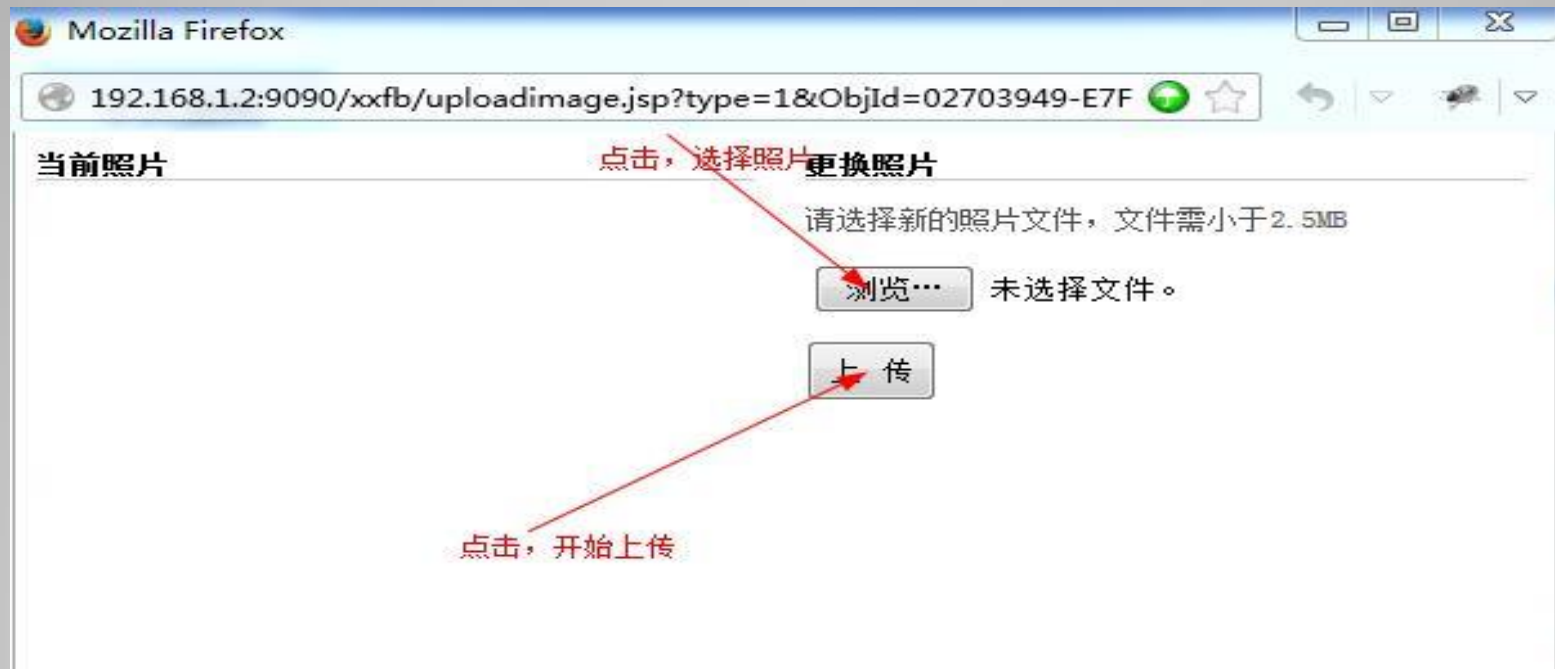 Mozilla Firefox
192.168.1.2:9090/xxfb/uploadimage.jsp?type=1&ObjId=02703949-E7F
当前照片
点击，选择照片
更换照片
请选择新的照片文件，文件需小于2.5MB
浏览… 未选择文件。
上 传
点击，开始上传